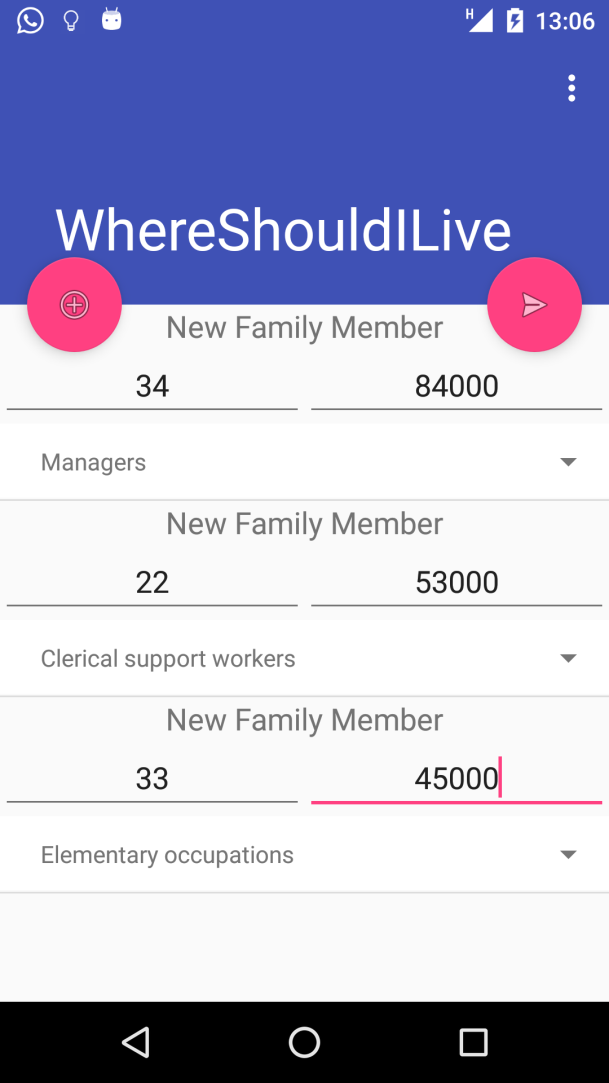 H 13:06
WhereShouldILive
New Family Member
34 84000
Managers
New Family Member
22 53000
Clerical support workers
New Family Member
33 45000
Elementary occupations